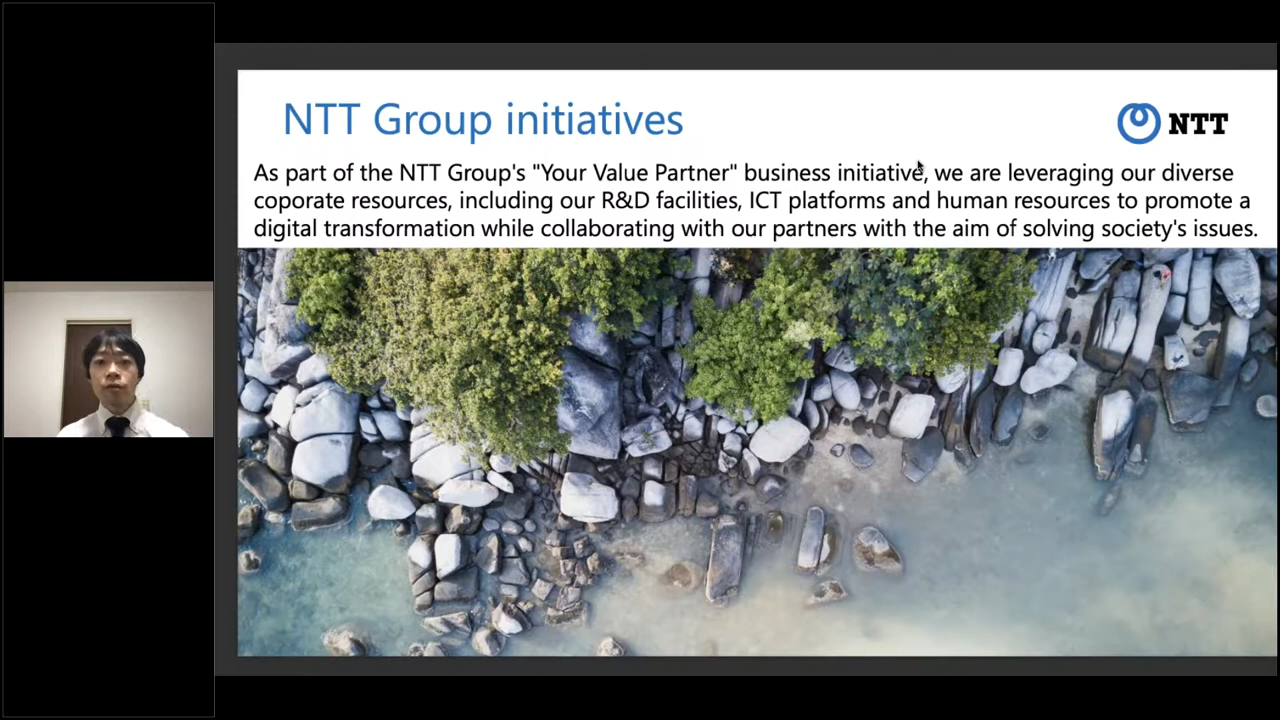 NTT Group initiatives
NTT
As part of the NTT Group's "Your Value Partner" business initiative, we are leveraging our diverse
coporate resources, including our R&D facilities, ICT platforms and human resources to promote a
digital transformation while collaborating with our partners with the aim of solving society's issues.